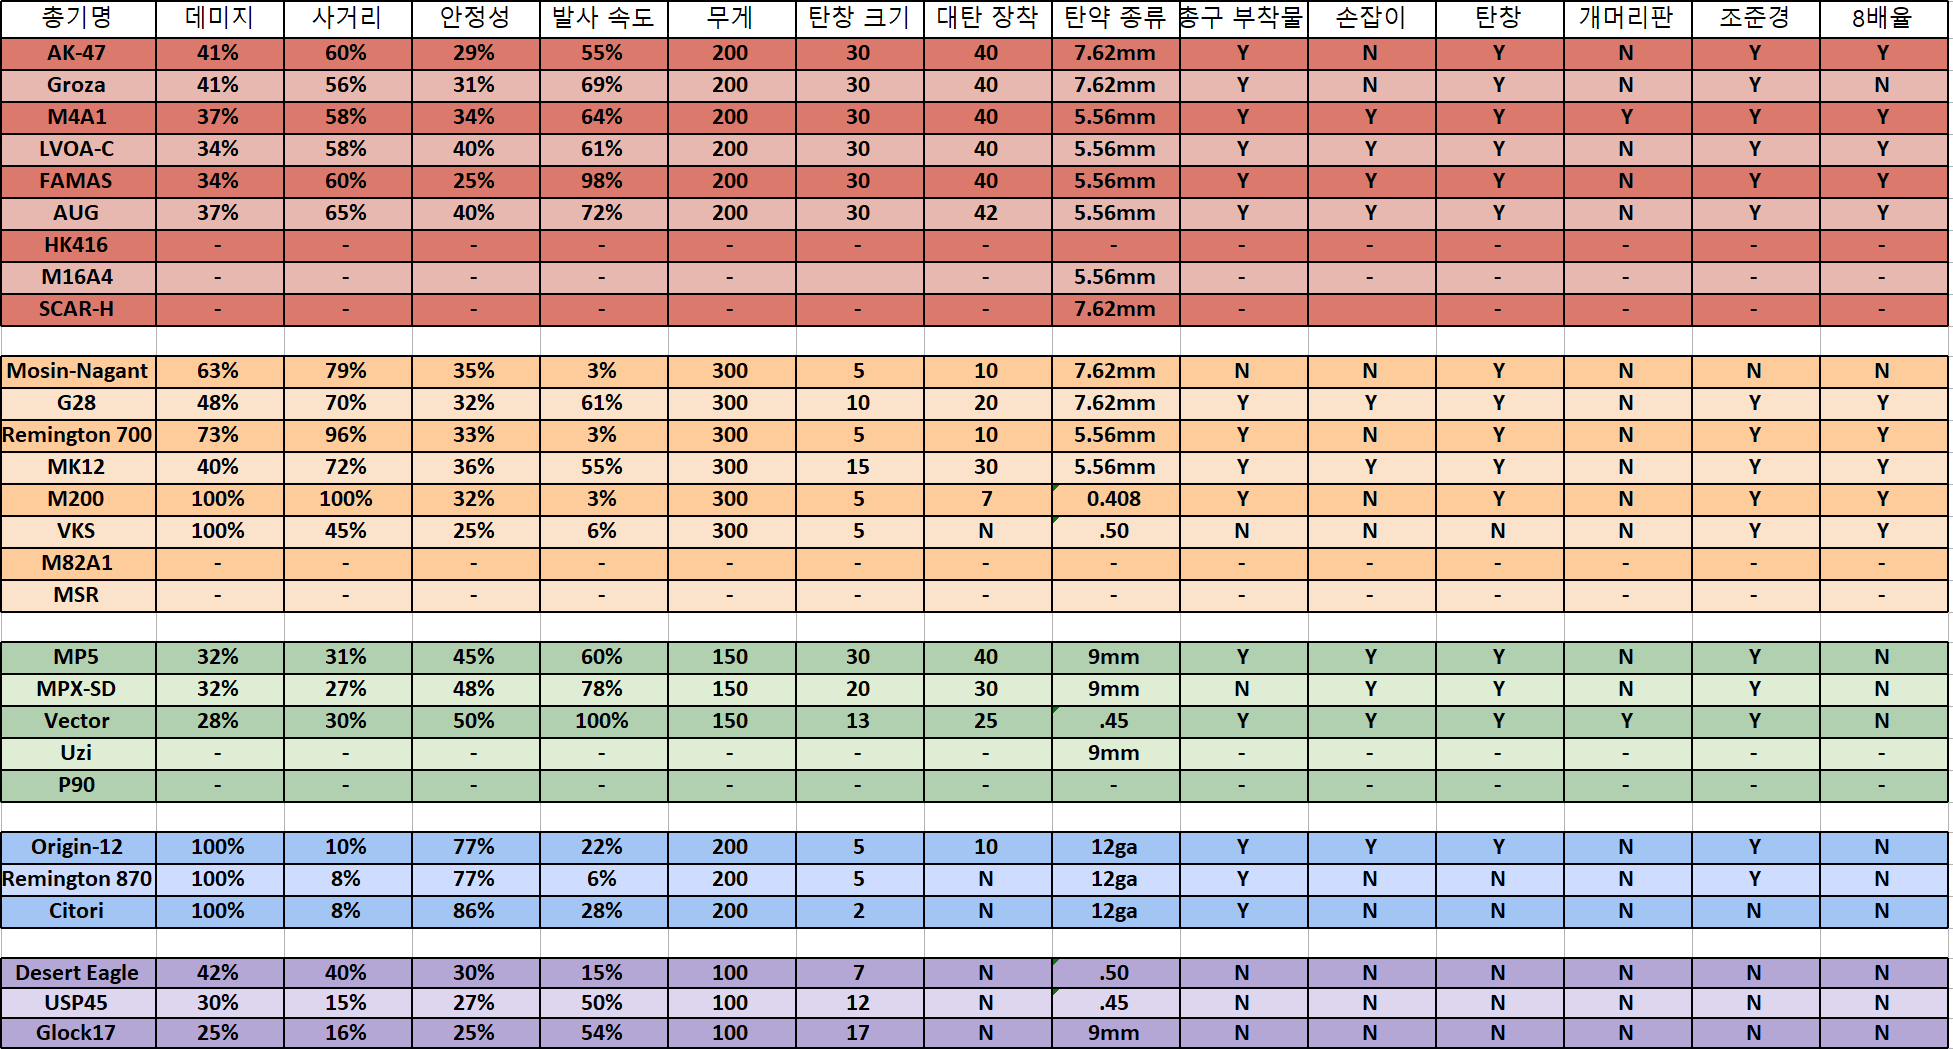 총기명 데미지 사거리 안정성 발사 속도 무게 탄창 크기 대탄 장착 탄약 종류 총구 부착물 손잡이 탄창 개머리판 조준경 8배율
AK-47 41% 60% 29% 55% 200 30 40 7.62mm Y N Y N Y Y
Groza 41% 56% 31% 69% 200 30 40 7.62mm Y N Y N Y N
M4A1 37% 58% 34% 64% 200 30 40 5.56mm Y Y Y Y Y Y
LVOA-C 34% 58% 40% 61% 200 30 40 5.56mm Y Y Y N Y Y
FAMAS 34% 60% 25% 98% 200 30 40 5.56mm Y Y Y N Y Y
AUG 37% 65% 40% 72% 200 30 42 5.56mm Y Y Y N Y Y
HK416 - - - - - - - - - - - - - -
M16A4 - - - - - - 5.56mm - - - - - -
SCAR-H - - - - - - - 7.62mm - - - - -
Mosin-Nagant 63% 79% 35% 3% 300 5 10 7.62mm N N Y N N N
G28 48% 70% 32% 61% 300 10 20 7.62mm Y Y Y N Y Y
Remington 700 73% 96% 33% 3% 300 5 10 5.56mm Y N Y N Y Y
MK12 40% 72% 36% 55% 300 15 30 5.56mm Y Y Y N Y Y
M200 100% 100% 32% 3% 300 5 7 0.408 Y N Y N Y Y
VKS 100% 45% 25% 6% 300 5 N .50 N N N N Y Y
M82A1 - - - - - - - - - - - - - -
MSR - - - - - - - - - - - - - -
MP5 32% 31% 45% 60% 150 30 40 9mm Y Y Y N Y N
MPX-SD 32% 27% 48% 78% 150 20 30 9mm N Y Y N Y N
Vector 28% 30% 50% 100% 150 13 25 .45 Y Y Y Y Y N
Uzi - - - - - - - 9mm - - - - - -
P90 - - - - - - - - - - - - - -
Origin-12 100% 10% 77% 22% 200 5 10 12ga Y Y Y N Y N
Remington 870 100% 8% 77% 6% 200 5 N 12ga Y N N N Y N
Citori 100% 8% 86% 28% 200 2 N 12ga Y N N N N N
Desert Eagle 42% 40% 30% 15% 100 7 N .50 N N N N N N
USP45 30% 15% 27% 50% 100 12 N .45 N N N N N N
Glock17 25% 16% 25% 54% 100 17 N 9mm N N N N N N